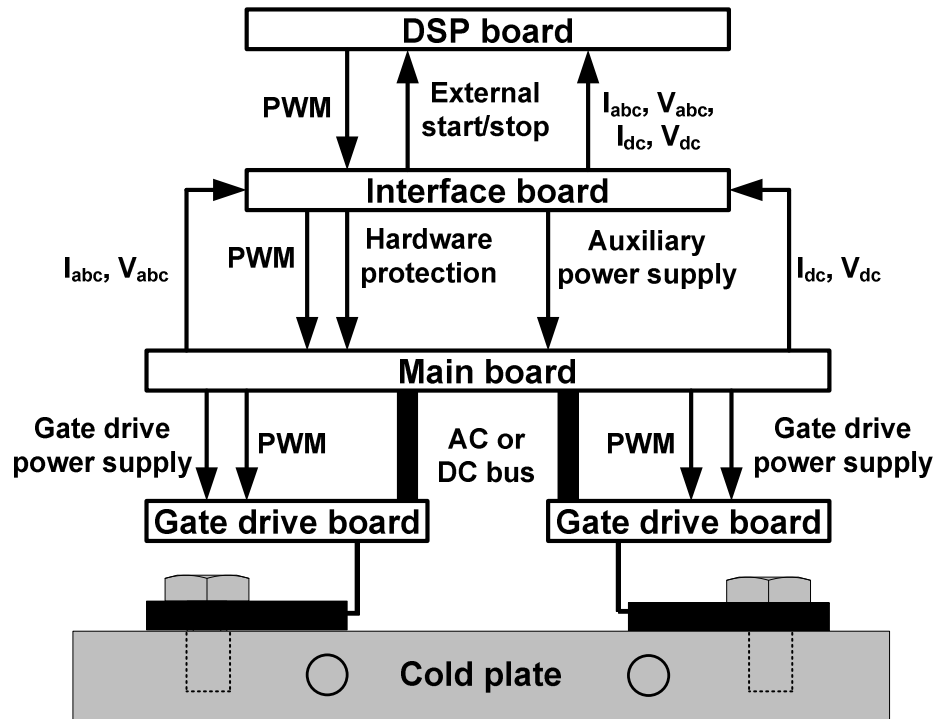 DSP board
PWM
External
start/stop
Iabc, Vabc,
Idc, Vdc
Interface board
Iabc, Vabc
PWM
Hardware
protection
Auxiliary
power supply
Idc, Vdc
Main board
Gate drive
power supply
PWM
AC or
DC bus
PWM
Gate drive
power supply
Gate drive board
Gate drive board
Cold plate